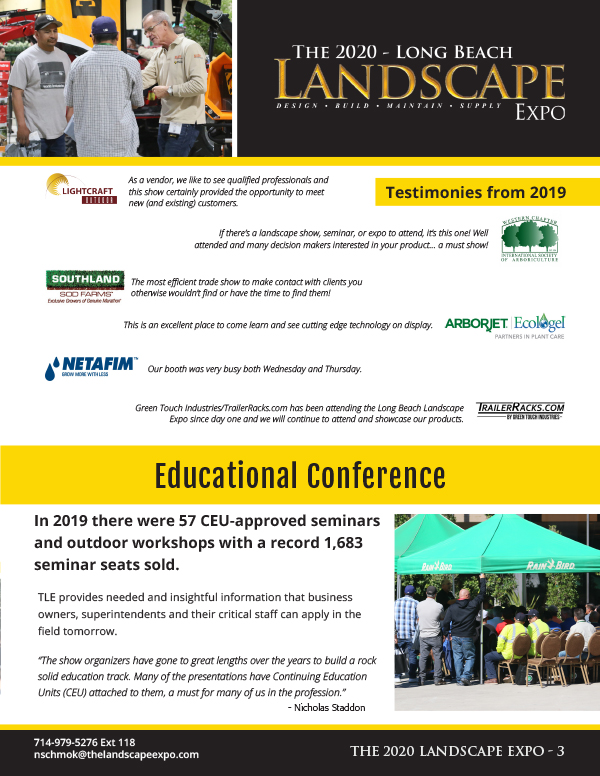 The 2020 - Long Beach
LANDSCAPE
DESIGN • BUILD • MAINTAIN • SUPPLY
EXPO
Testimonies from 2019
LIGHTCRAFT
OUTDOOR
As a vendor, we like to see qualified professionals and
this show certainly provided the opportunity to meet
new (and existing) customers.
If there's a landscape show, seminar, or expo to attend, it's this one! Well
attended and many decision makers interested in your product... a must show!
WESTERN CHAPTER
INTERNATIONAL SOCIETY
OF ARBORICULTURE
SOUTHLAND
SOD FARMS
Exclusive Growers of Genuine Marathon
The most efficient trade show to make contact with clients you
otherwise wouldn't find or have the time to find them!
This is an excellent place to come learn and see cutting edge technology on display.
ARBORJET | Ecologel
PARTNERS IN PLANT CARE
NETAFIM™
GROW MORE WITH LESS
Our booth was very busy both Wednesday and Thursday.
Green Touch Industries/TrailerRacks.com has been attending the Long Beach Landscape
Expo since day one and we will continue to attend and showcase our products.
TRAILERRACKS.COM
BY GREEN TOUCH INDUSTRIES
Educational Conference
In 2019 there were 57 CEU-approved seminars
and outdoor workshops with a record 1,683
seminar seats sold.
TLE provides needed and insightful information that business
owners, superintendents and their critical staff can apply in the
field tomorrow.
"The show organizers have gone to great lengths over the years to build a rock
solid education track. Many of the presentations have Continuing Education
Units (CEU) attached to them, a must for many of us in the profession."
- Nicholas Staddon
RAIN BIRD
RAIN BIRD
714-979-5276 Ext 118
nschmok@thelandscapeexpo.com
THE 2020 LANDSCAPE EXPO - 3